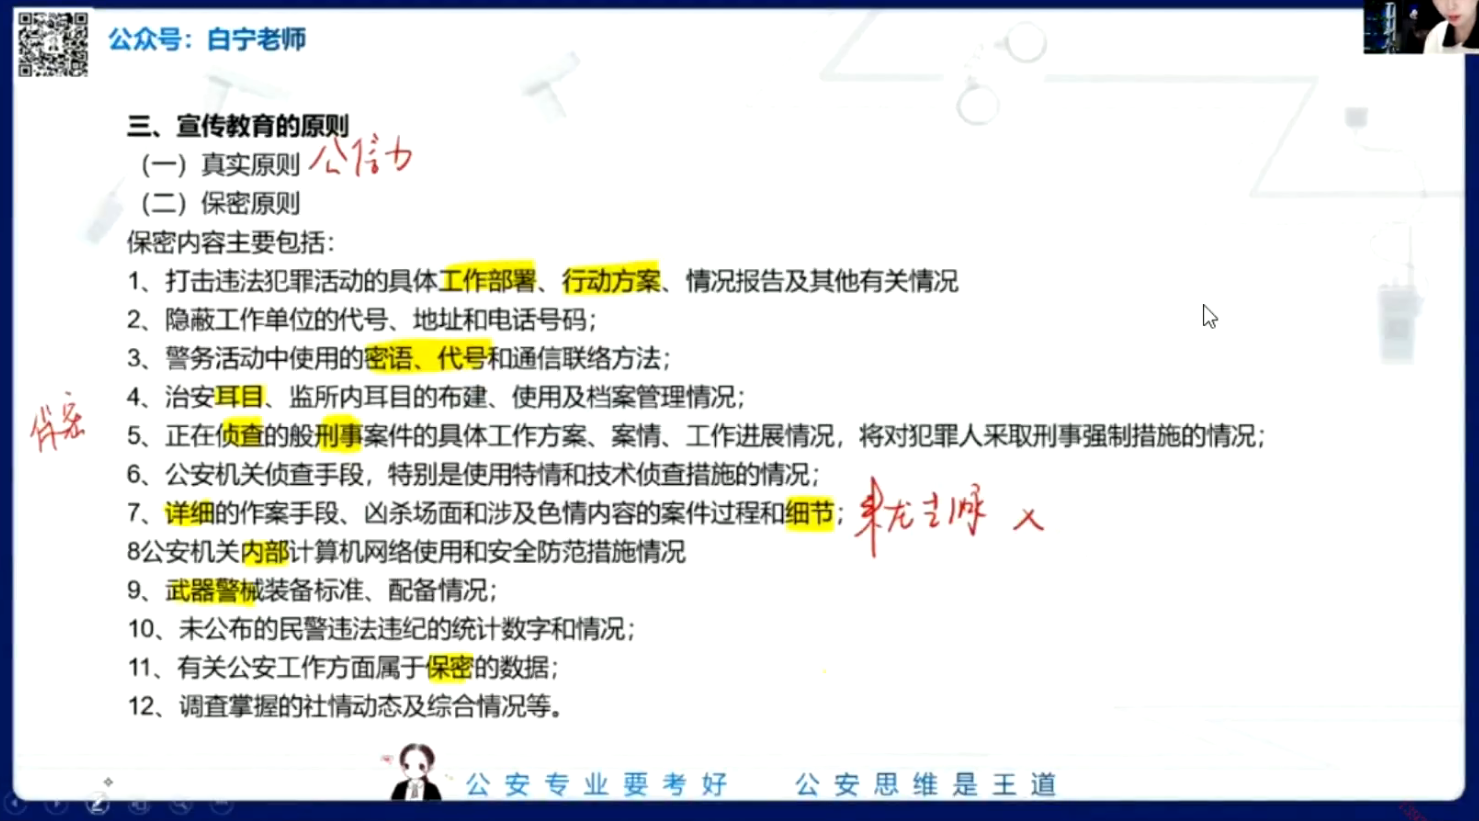 公众号：白宁老师
三、宣传教育的原则
（一）真实原则 公信力
（二）保密原则
保密内容主要包括：
1、打击违法犯罪活动的具体工作部署、行动方案、情况报告及其他有关情况
2、隐蔽工作单位的代号、地址和电话号码；
3、警务活动中使用的密语、代号和通信联络方法；
4、治安耳目、监所内耳目的布建、使用及档案管理情况；
5、正在侦查的般刑事案件的具体工作方案、案情、工作进展情况，将对犯罪人采取刑事强制措施的情况；
6、公安机关侦查手段，特别是使用特情和技术侦查措施的情况；
7、详细的作案手段、凶杀场面和涉及色情内容的案件过程和细节； 来龙去脉 ×
8公安机关内部计算机网络使用和安全防范措施情况
9、武器警械装备标准、配备情况；
10、未公布的民警违法违纪的统计数字和情况；
11、有关公安工作方面属于保密的数据；
12、调查掌握的社情动态及综合情况等。
公安专业要考好 公安思维是王道